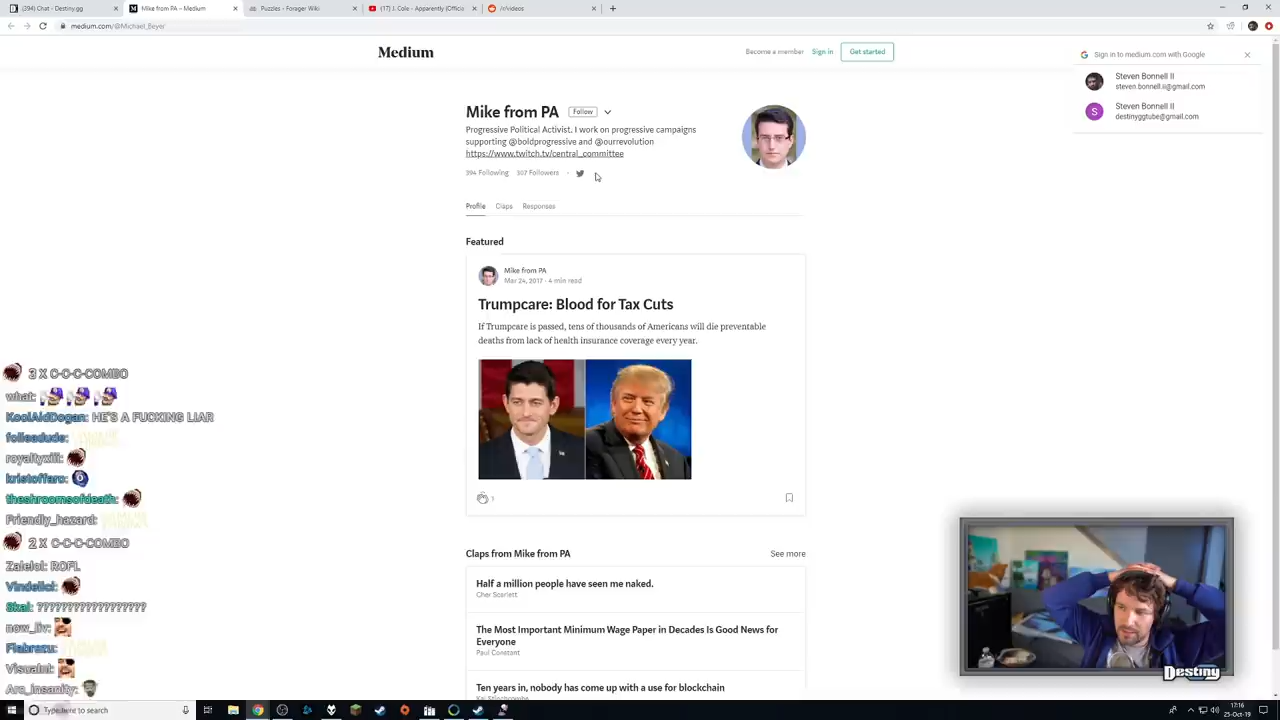 (394) Chat - Destiny.gg
Mike from PA – Medium
Puzzles - Forager Wiki
(17) J. Cole - Apparently (Officia
/r/videos
medium.com/@Michael_Beyer
Medium
Become a member
Sign in
Get started
Sign in to medium.com with Google
Steven Bonnell II
steven.bonnell.ii@gmail.com
Steven Bonnell II
destinyggtube@gmail.com
Mike from PA
Follow
Progressive Political Activist. I work on progressive campaigns
supporting @boldprogressive and @ourrevolution
https://www.twitch.tv/central_committee
394 Following
307 Followers
Profile
Claps
Responses
Featured
Mike from PA
Mar 24, 2017 · 4 min read
Trumpcare: Blood for Tax Cuts
If Trumpcare is passed, tens of thousands of Americans will die preventable
deaths from lack of health insurance coverage every year.
1
Claps from Mike from PA
See more
Half a million people have seen me naked.
Cher Scarlett
The Most Important Minimum Wage Paper in Decades Is Good News for
Everyone
Paul Constant
Ten years in, nobody has come up with a use for blockchain
3 X C-C-C-COMBO
what:
KoolAidDogan: HE'S A FUCKING LIAR
folieadude:
royaltyxiii:
kristoffaro:
theshroomsofdeath:
Friendly_hazard:
2 X C-C-C-COMBO
Zalelol: ROFL
Vindelici:
Skai: ??????????????????
now_liv:
Flabrezu:
Visualni:
Aro_insanity:
Destiny
Type here to search
17:16
25-Oct-19